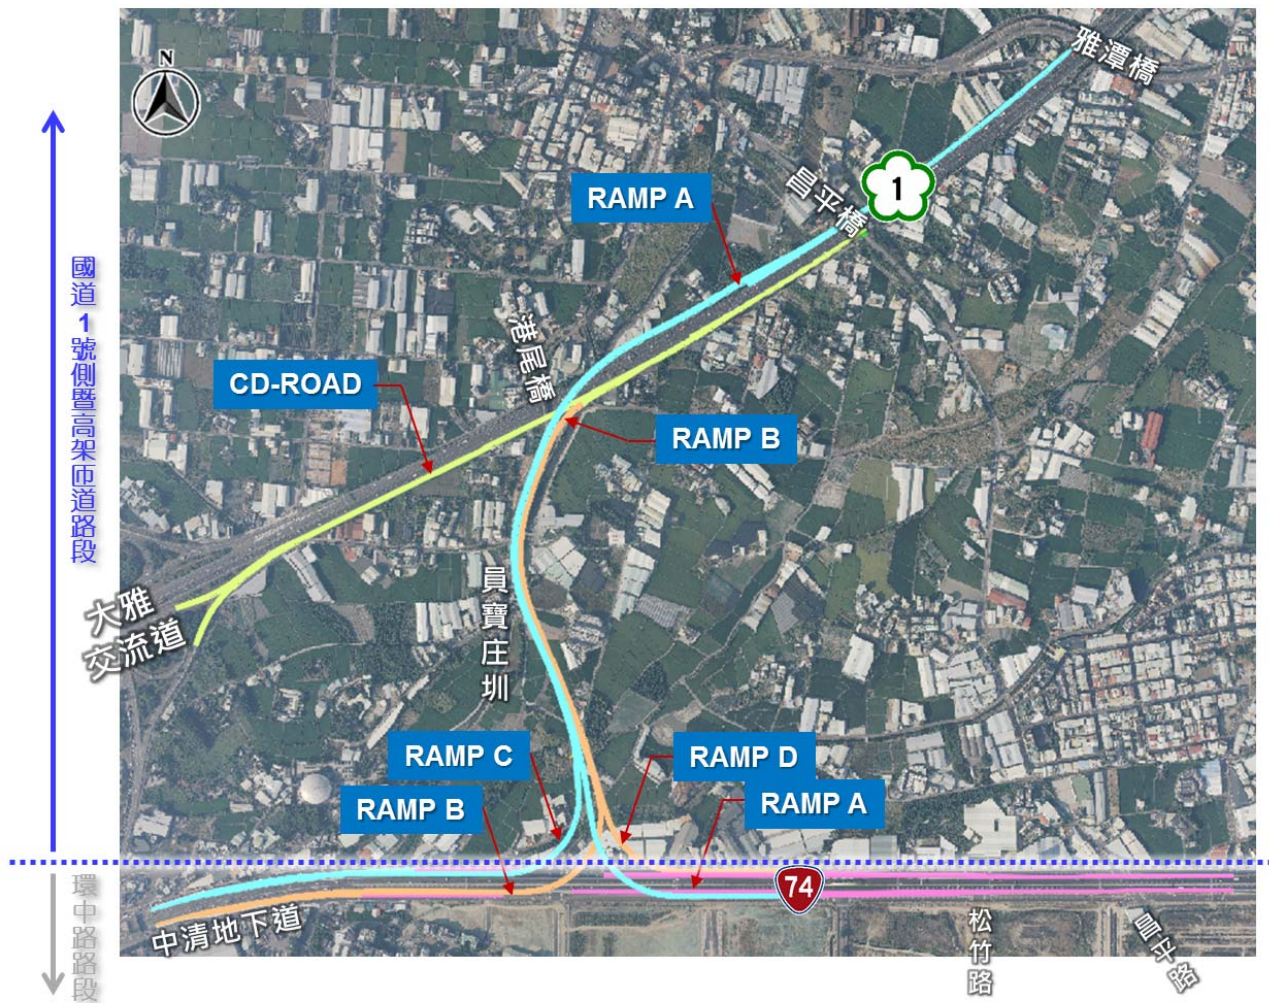 N
雅潭橋
1
昌平橋
RAMP A
港尾橋
CD-ROAD
RAMP B
國道1號側暨高架匝道路段
大雅
交流道
員寶庄圳
RAMP C
RAMP D
RAMP B
RAMP A
74
環中路路段
中清地下道
松竹路
昌平路